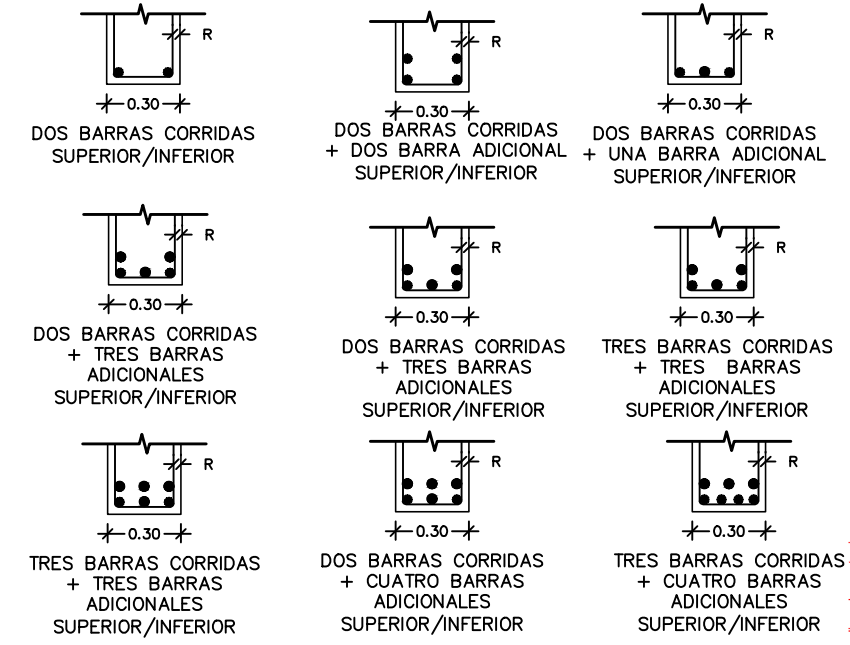 R
0.30
DOS BARRAS CORRIDAS
SUPERIOR/INFERIOR
R
0.30
DOS BARRAS CORRIDAS
+ DOS BARRA ADICIONAL
SUPERIOR/INFERIOR
R
0.30
DOS BARRAS CORRIDAS
+ UNA BARRA ADICIONAL
SUPERIOR/INFERIOR
R
0.30
DOS BARRAS CORRIDAS
+ TRES BARRAS
ADICIONALES
SUPERIOR/INFERIOR
R
0.30
DOS BARRAS CORRIDAS
+ TRES BARRAS
ADICIONALES
SUPERIOR/INFERIOR
R
0.30
TRES BARRAS CORRIDAS
+ TRES BARRAS
ADICIONALES
SUPERIOR/INFERIOR
R
0.30
TRES BARRAS CORRIDAS
+ TRES BARRAS
ADICIONALES
SUPERIOR/INFERIOR
R
0.30
DOS BARRAS CORRIDAS
+ CUATRO BARRAS
ADICIONALES
SUPERIOR/INFERIOR
R
0.30
TRES BARRAS CORRIDAS
+ CUATRO BARRAS
ADICIONALES
SUPERIOR/INFERIOR